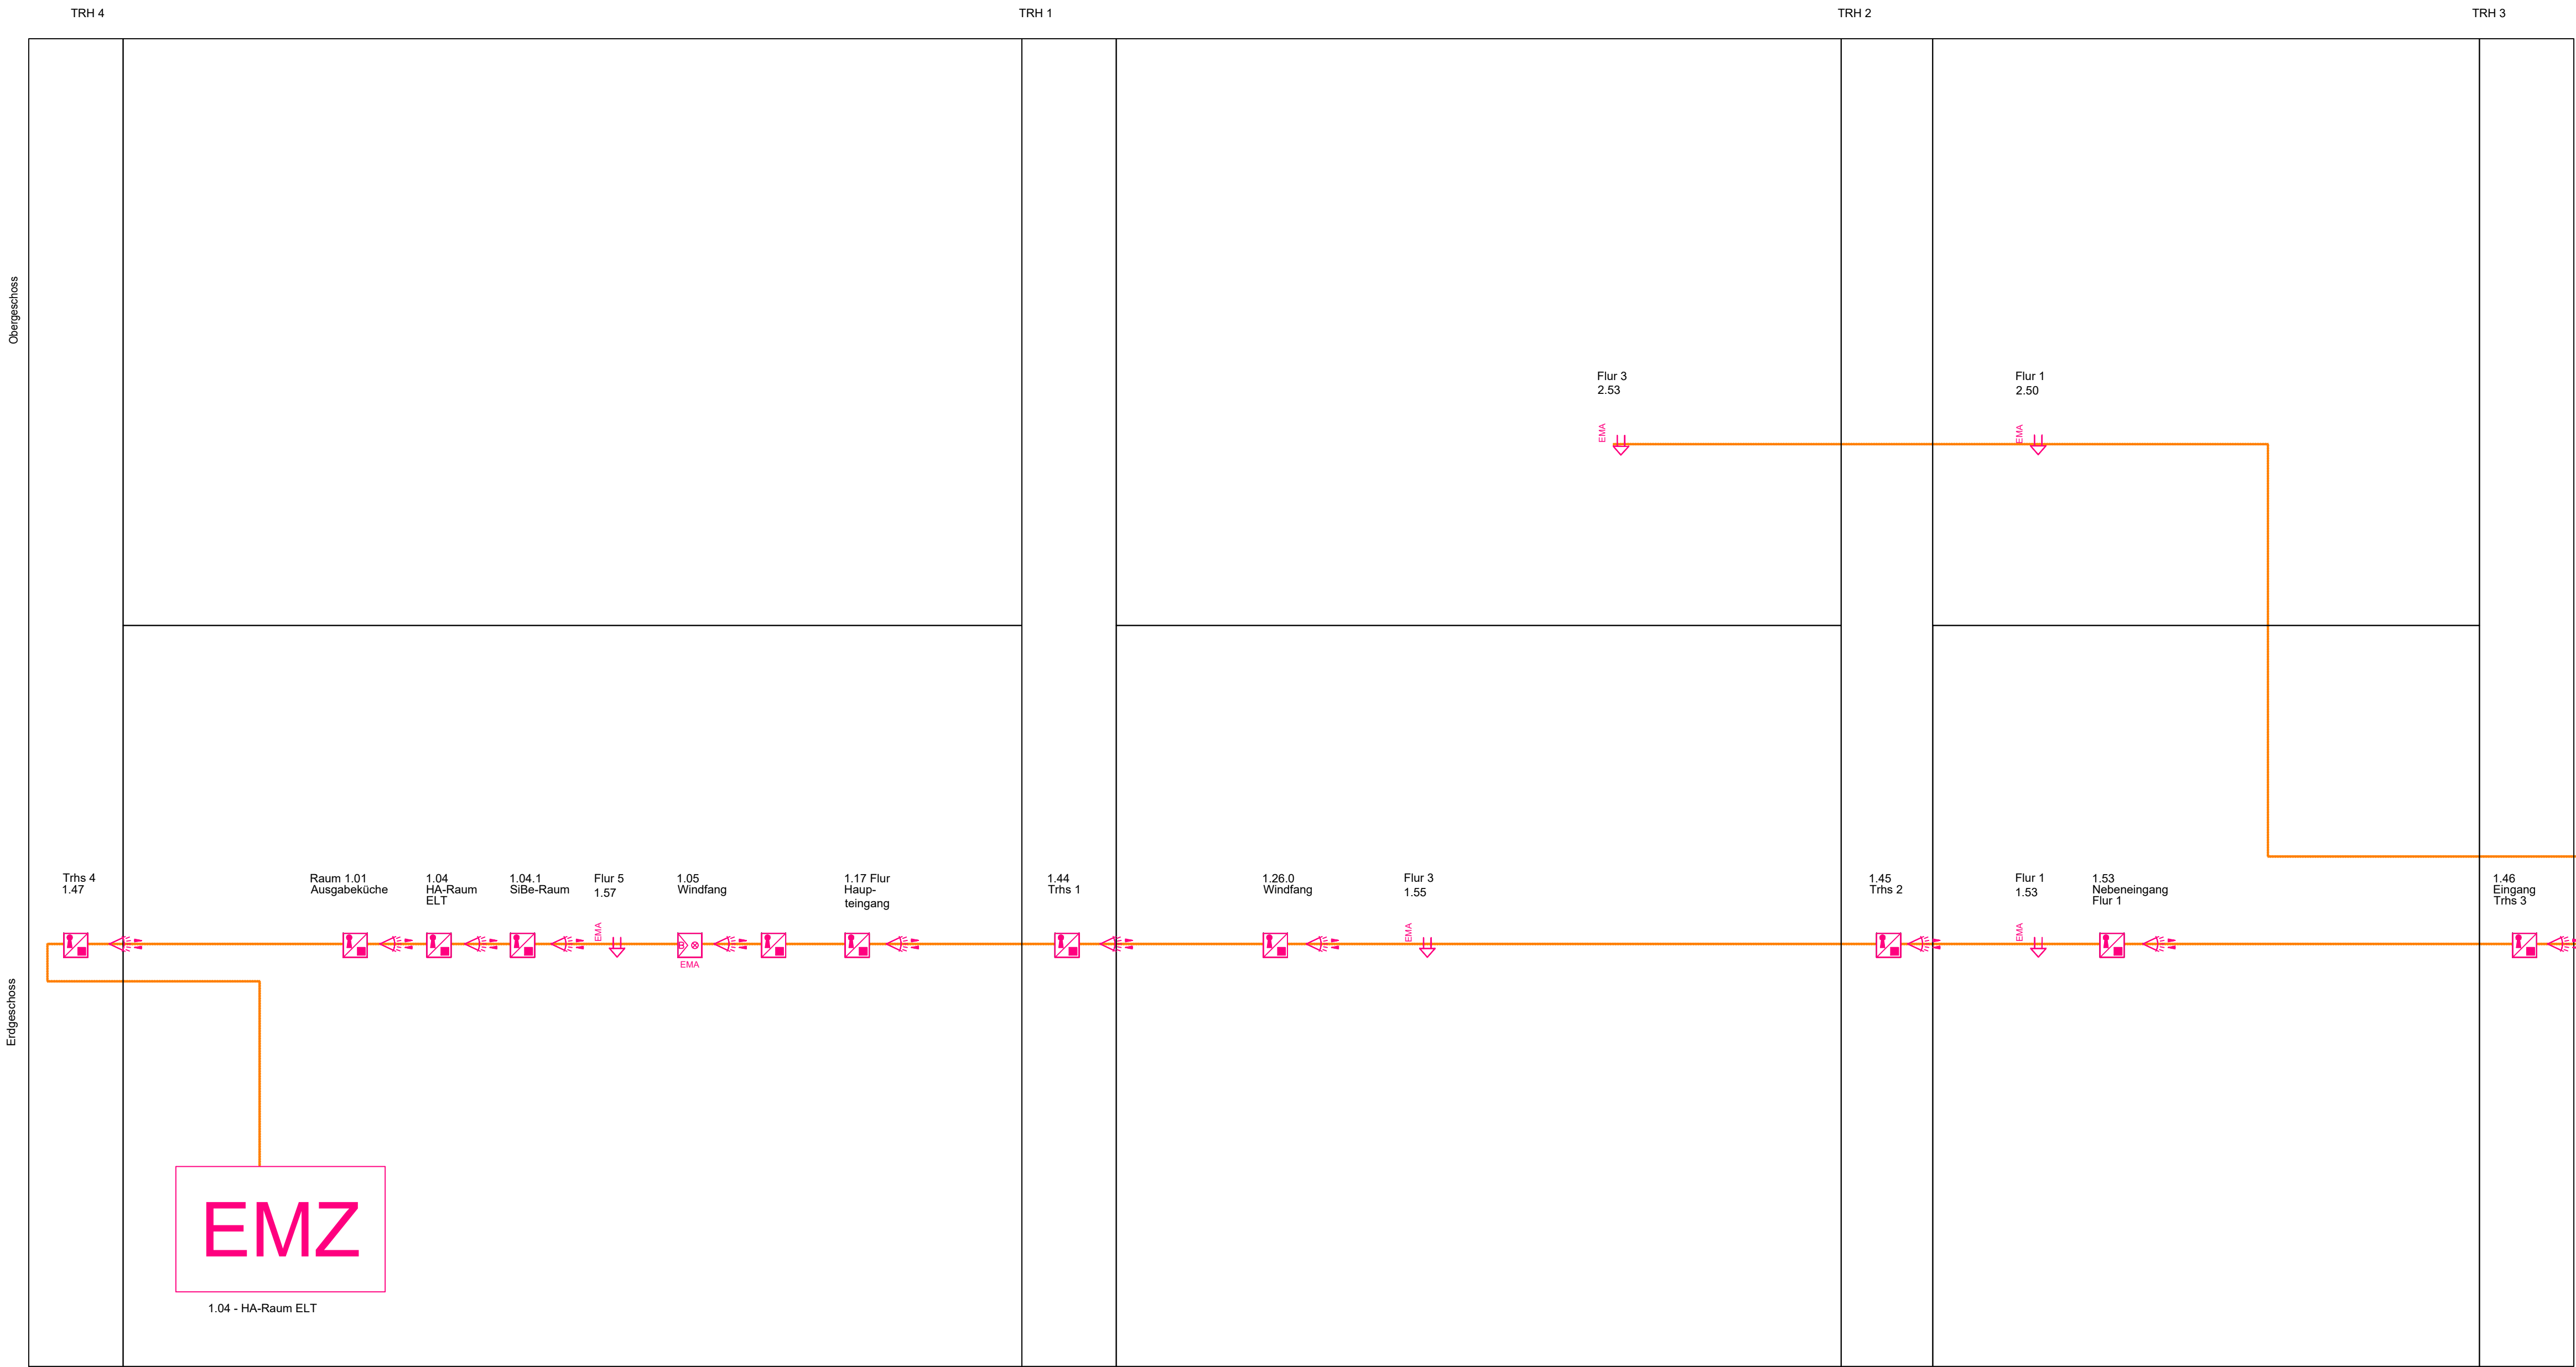 TRH 4
TRH 1
TRH 2
TRH 3
Obergeschoss
Flur 3
2.53
EMA
Flur 1
2.50
EMA
Erdgeschoss
Trhs 4
1.47
Raum 1.01
Ausgabeküche
1.04
HA-Raum
ELT
1.04.1
SiBe-Raum
Flur 5
1.57
EMA
1.05
Windfang
B
EMA
1.17 Flur
Haup-
teingang
1.44
Trhs 1
1.26.0
Windfang
Flur 3
1.55
EMA
1.45
Trhs 2
Flur 1
1.53
EMA
1.53
Nebeneingang
Flur 1
1.46
Eingang
Trhs 3
EMZ
1.04 - HA-Raum ELT